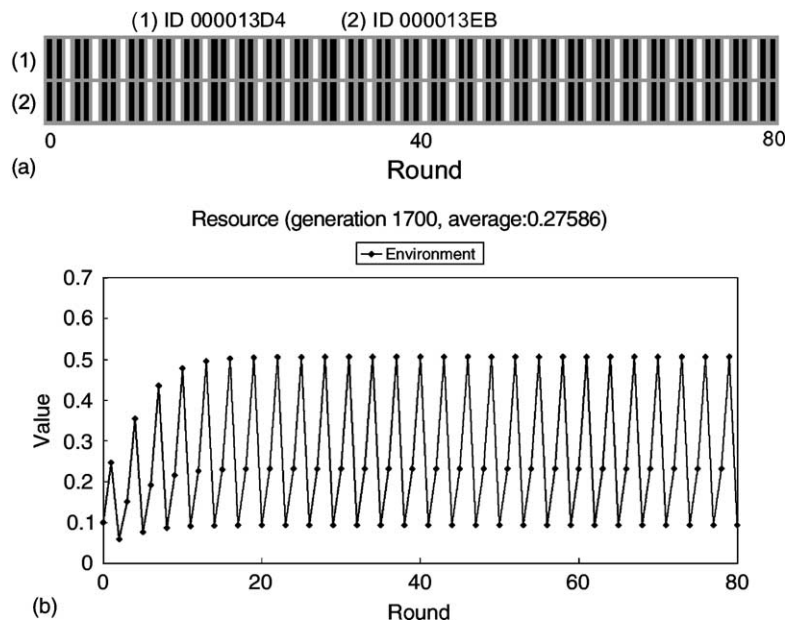 (1) ID 000013D4 (2) ID 000013EB
(1)
(2)
0 40 80
(a) Round
Resource (generation 1700, average:0.27586)
Environment
0.7
0.6
0.5
0.4
0.3
0.2
0.1
0
Value
0 20 40 60 80
(b) Round